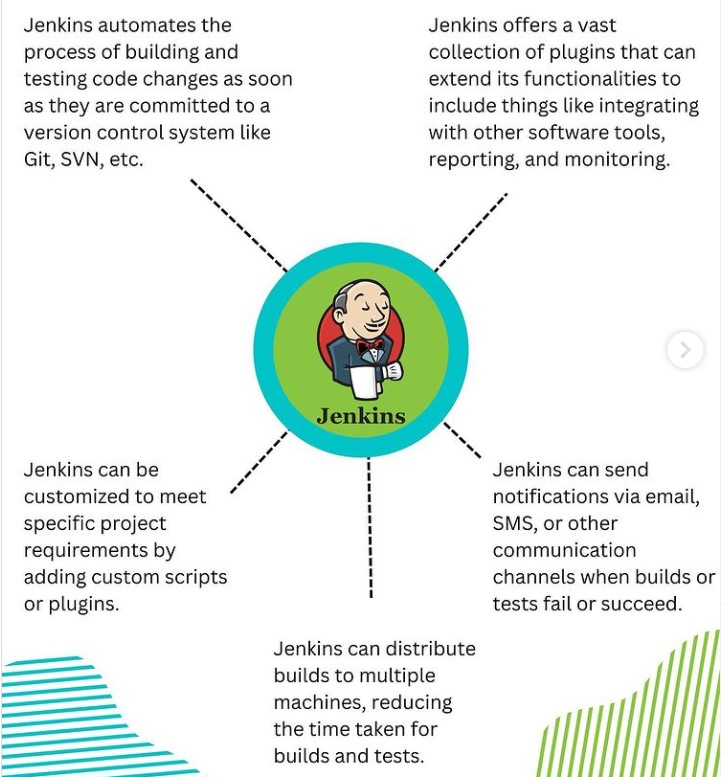 Jenkins automates the
process of building and
testing code changes as soon
as they are committed to a
version control system like
Git, SVN, etc.
Jenkins offers a vast
collection of plugins that can
extend its functionalities to
include things like integrating
with other software tools,
reporting, and monitoring.
Jenkins
Jenkins can be
customized to meet
specific project
requirements by
adding custom scripts
or plugins.
Jenkins can send
notifications via email,
SMS, or other
communication
channels when builds or
tests fail or succeed.
Jenkins can distribute
builds to multiple
machines, reducing
the time taken for
builds and tests.